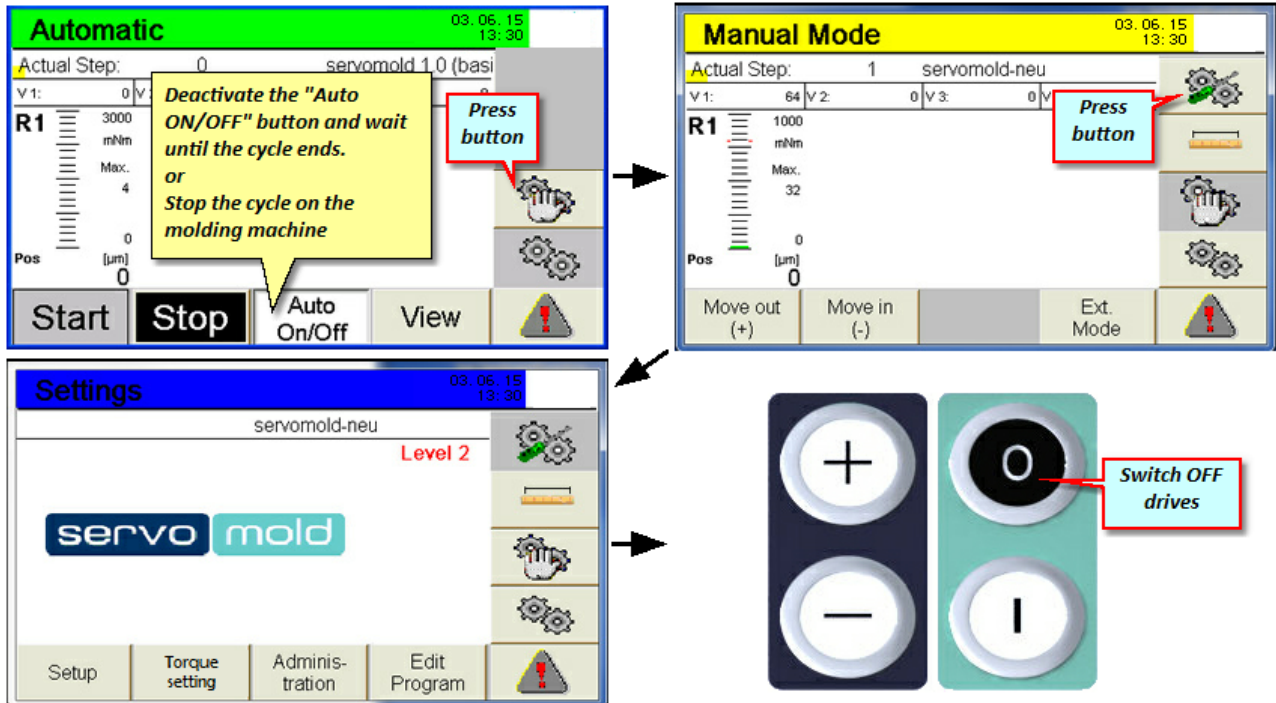 Automatic
03. 06. 15
13: 30
Actual Step: 0 servomold 1.0 (basi
V 1: 0 V
R1 3000
mNm
Max.
4
0
Pos [µm]
0
Deactivate the "Auto
ON/OFF" button and wait
until the cycle ends.
or
Stop the cycle on the
molding machine
Press
button
Start Stop Auto
On/Off View
Manual Mode
03. 06. 15
13: 30
Actual Step: 1 servomold-neu
V 1: 64 V 2: 0 V 3: 0 V
R1 1000
mNm
Max.
32
0
Pos [µm]
0
Press
button
Move out
(+)
Move in
(-)
Ext.
Mode
Settings
03. 06. 15
13: 30
servomold-neu
Level 2
servo mold
Setup
Torque
setting
Adminis-
tration
Edit
Program
+ O
− I
Switch OFF
drives